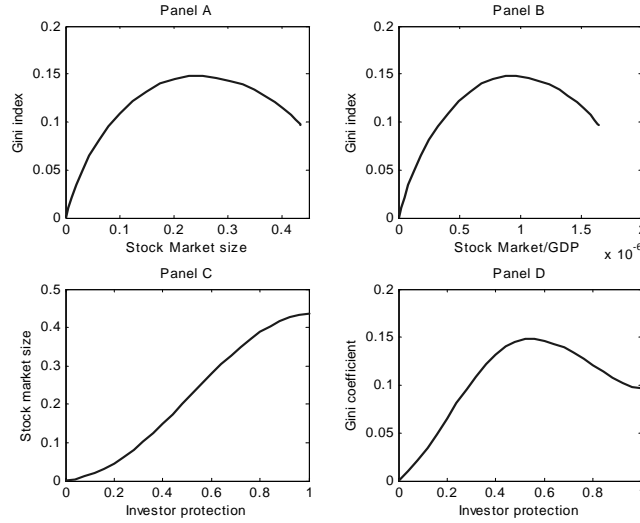 Panel A
0.2
0.15
0.1
0.05
0
Gini index
0 0.1 0.2 0.3 0.4
Stock Market size
Panel B
0.2
0.15
0.1
0.05
0
Gini index
0 0.5 1 1.5 2
Stock Market/GDP
x 10-6
Panel C
0.5
0.4
0.3
0.2
0.1
0
Stock market size
0 0.2 0.4 0.6 0.8 1
Investor protection
Panel D
0.2
0.15
0.1
0.05
0
Gini coefficient
0 0.2 0.4 0.6 0.8
Investor protection